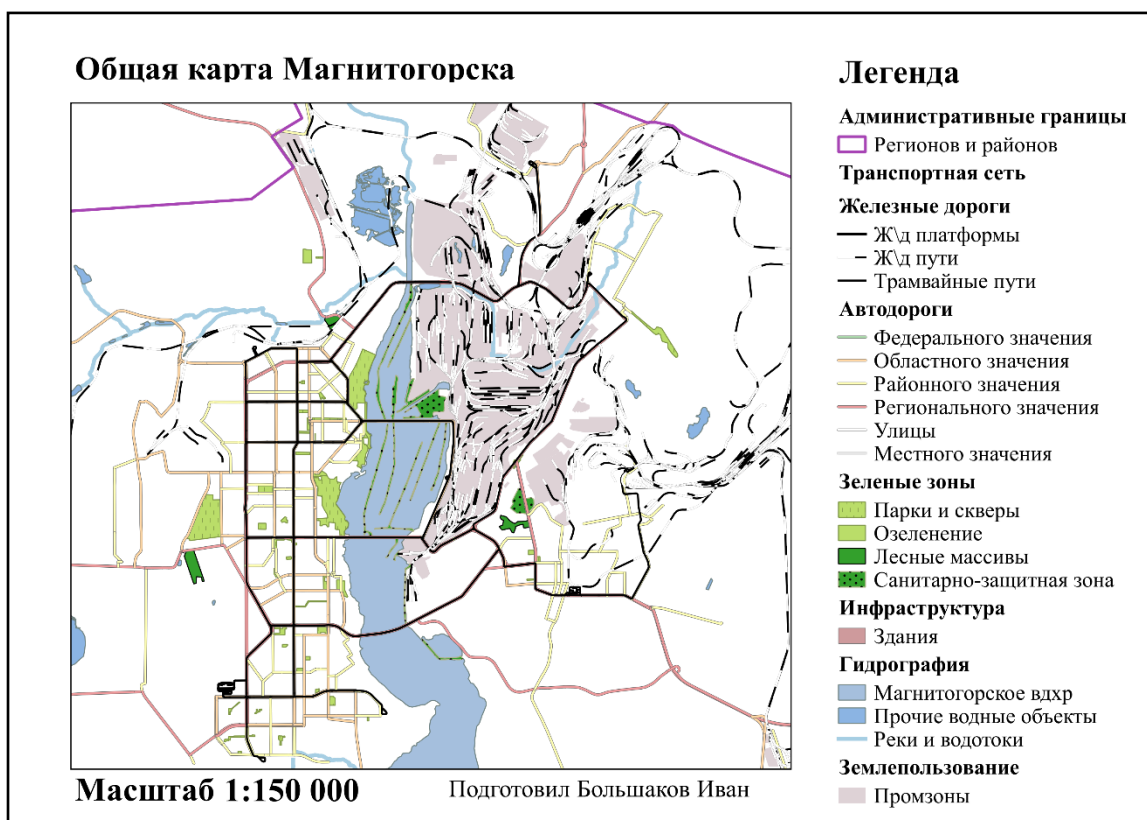 Общая карта Магнитогорска
Легенда
Административные границы
Регионов и районов
Транспортная сеть
Железные дороги
Ж\д платформы
Ж\д пути
Трамвайные пути
Автодороги
Федерального значения
Областного значения
Районного значения
Регионального значения
Улицы
Местного значения
Зеленые зоны
Парки и скверы
Озеленение
Лесные массивы
Санитарно-защитная зона
Инфраструктура
Здания
Гидрография
Магнитогорское вдхр
Прочие водные объекты
Реки и водотоки
Землепользование
Промзоны
Масштаб 1:150 000
Подготовил Большаков Иван